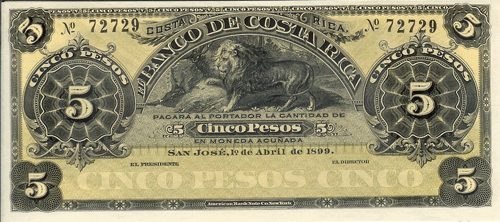 5 CINCO PESOS 5
Nº 72729 COSTA RICA. Nº 72729
EL BANCO DE COSTA RICA
CINCO PESOS CINCO PESOS
5 5
PAGARÁ AL PORTADOR LA CANTIDAD DE
5 Cinco Pesos 5
EN MONEDA ACUÑADA
SAN JOSÉ, 1º de Abril de 1899.
EL PRESIDENTE EL DIRECTOR
5 CINCO PESOS CINCO 5
American Bank Note Co. New York